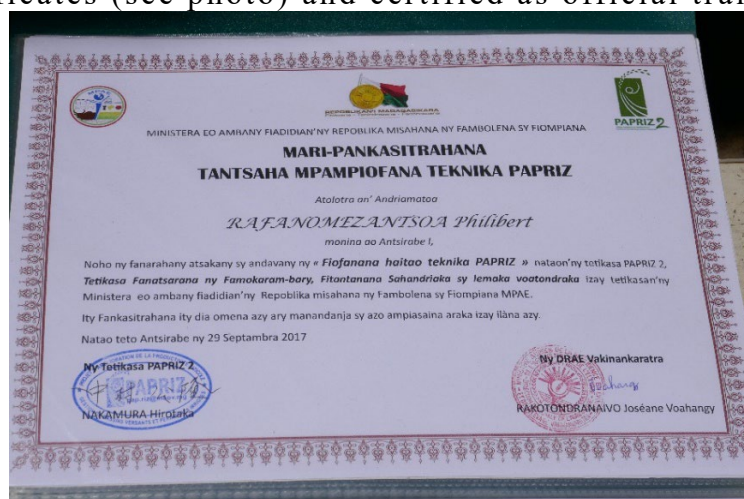 icates (see photo) and certified as official trai
REPOBLIKAN'I MADAGASIKARA
PAPRIZ 2
MINISTERA EO AMBANY FIADIDIAN'NY REPOBLIKA MISAHANA NY FAMBOLENA SY FIOMPIANA
MARI-PANKASITRAHANA
TANTSAHA MPAMPIOFANA TEKNIKA PAPRIZ
Atolotra an' Andriamatoa
RAFANOMEZANTSOA Philibert
monina ao Antsirabe I,
Noho ny fanarahany atsakany sy andavany ny « Fiofanana haitao teknika PAPRIZ » nataon'ny tetikasa PAPRIZ 2,
Tetikasa Fanatsarana ny Famokaram-bary, Fitantanana Sahandriaka sy lemaka voatondraka izay tetikasan'ny
Ministera eo ambany fiadidian'ny Repoblika misahana ny Fambolena sy Fiompiana MPAE.
Ity Fankasitrahana ity dia omena azy ary manandanja sy azo ampiasaina araka izay ilàna azy.
Natao teto Antsirabe ny 29 Septambra 2017
Ny Tetikasa PAPRIZ 2
Ny DRAE Vakinankaratra
PAPRIZ
NAKAMURA Hirotaka
RAKOTONDRANAIVO Joséane Voahangy